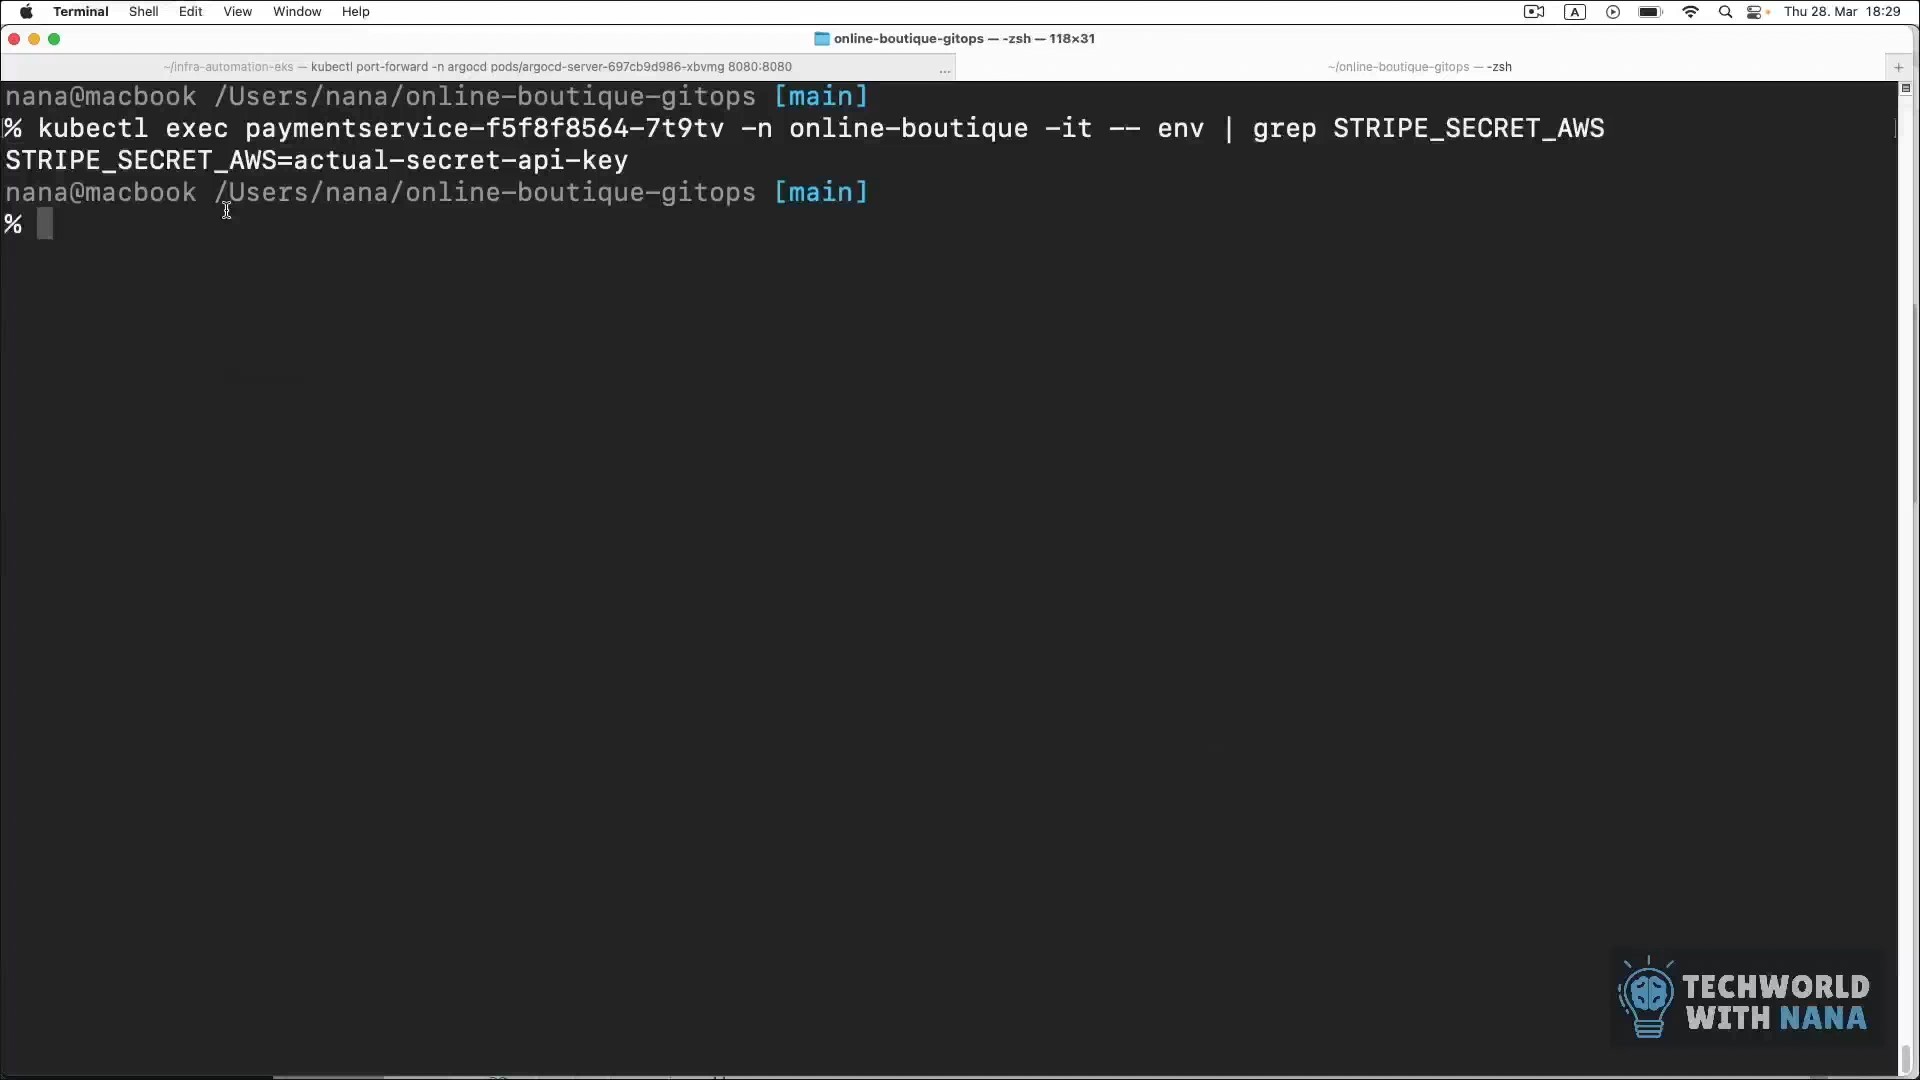 Terminal Shell Edit View Window Help A Thu 28. Mar 18:29
online-boutique-gitops — -zsh — 118×31
~/infra-automation-eks — kubectl port-forward -n argocd pods/argocd-server-697cb9d986-xbvmg 8080:8080 ... ~/online-boutique-gitops — -zsh +
nana@macbook /Users/nana/online-boutique-gitops [main]
% kubectl exec paymentservice-f5f8f8564-7t9tv -n online-boutique -it -- env | grep STRIPE_SECRET_AWS
STRIPE_SECRET_AWS=actual-secret-api-key
nana@macbook /Users/nana/online-boutique-gitops [main]
%
TECHWORLD
WITH NANA